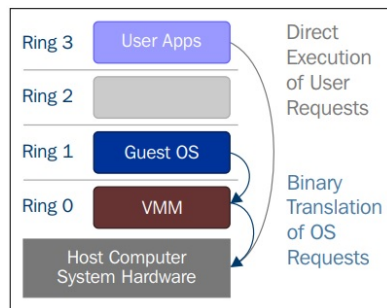 Ring 3
User Apps
Direct
Execution
of User
Requests
Ring 2
Ring 1
Guest OS
Ring 0
VMM
Binary
Translation
of OS
Requests
Host Computer
System Hardware